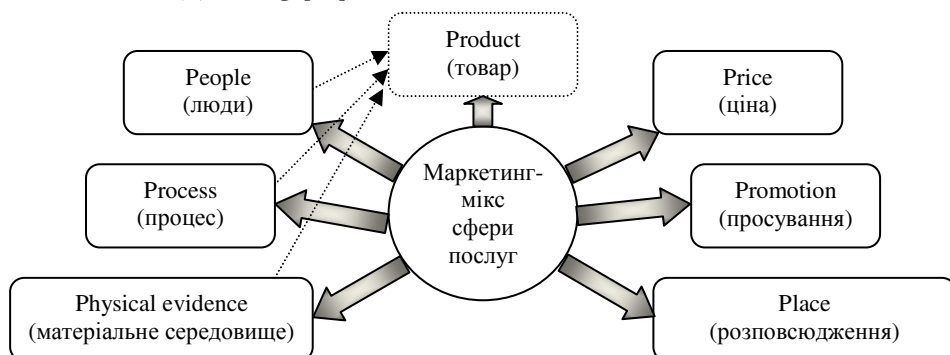 Product
(товар)
People
(люди)
Price
(ціна)
Process
(процес)
Маркетинг-
мікс
сфери
послуг
Promotion
(просування)
Physical evidence
(матеріальне середовище)
Place
(розповсюдження)